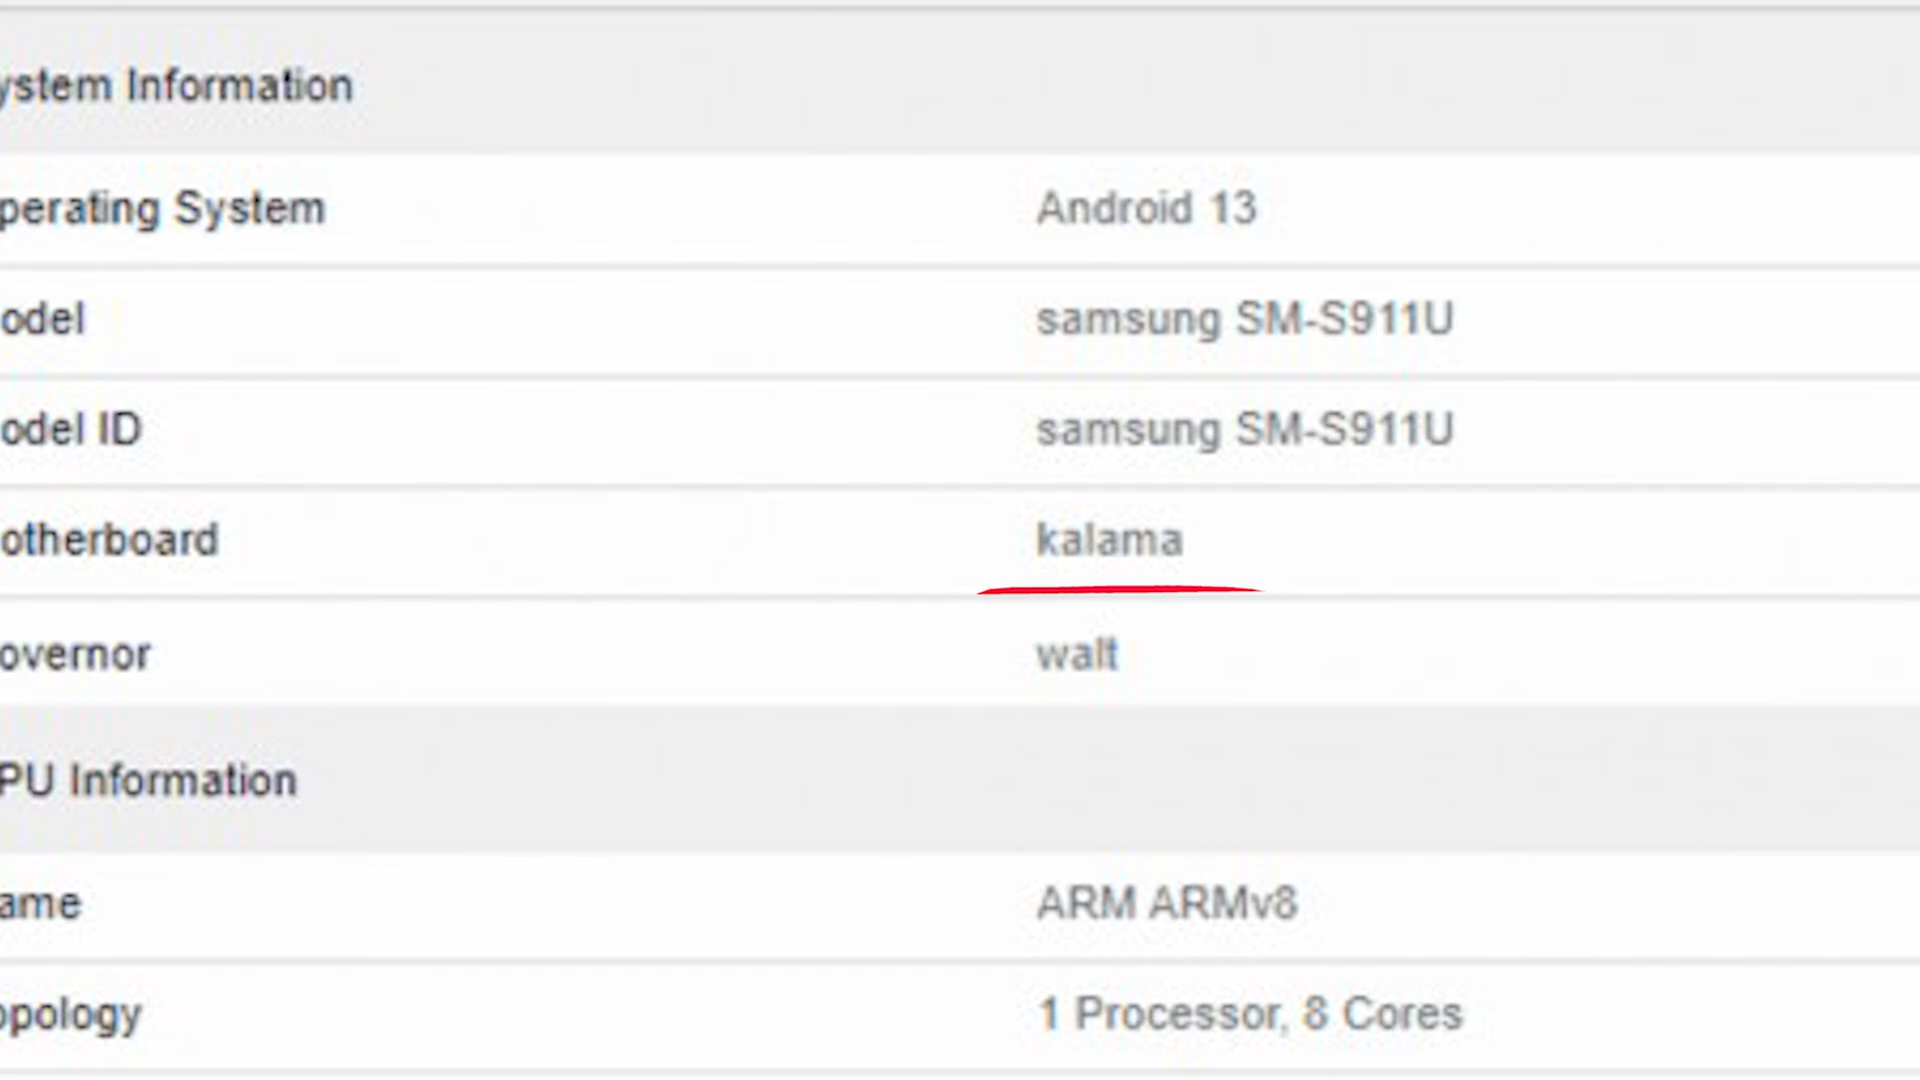 ystem Information
perating System Android 13
odel samsung SM-S911U
odel ID samsung SM-S911U
otherboard kalama
overnor walt
PU Information
ame ARM ARMv8
opology 1 Processor, 8 Cores